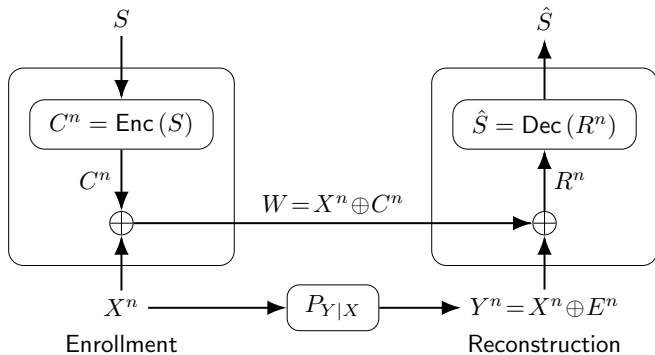 S
Ŝ
Cⁿ = Enc (S)
Ŝ = Dec (Rⁿ)
Cⁿ
Rⁿ
W = Xⁿ ⊕ Cⁿ
Xⁿ
P_{Y|X}
Yⁿ = Xⁿ ⊕ Eⁿ
Enrollment
Reconstruction